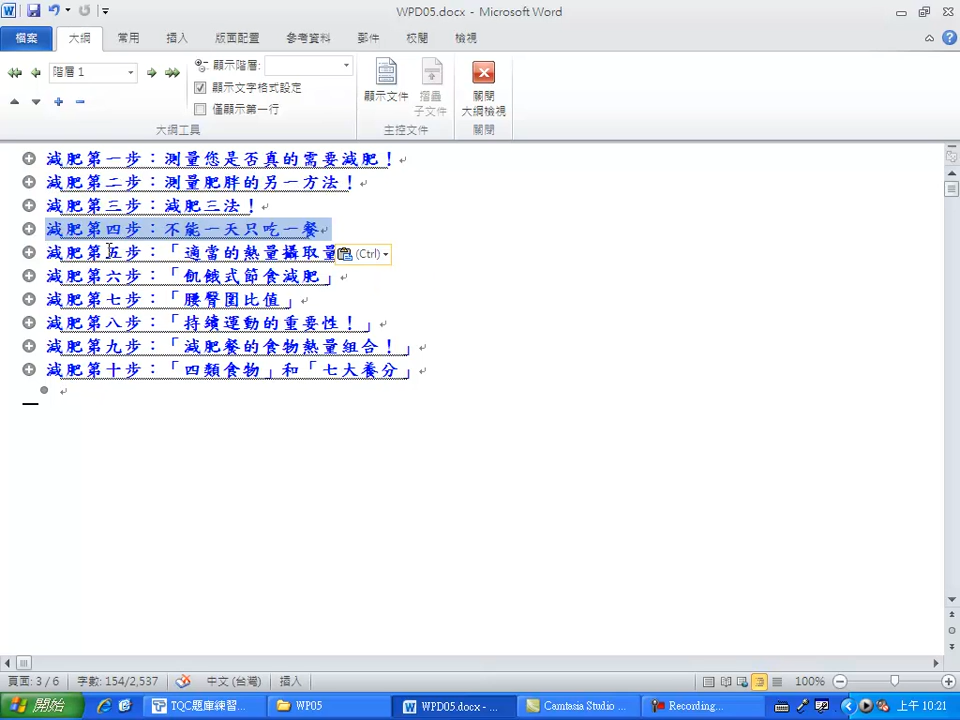 WPD05.docx - Microsoft Word
檔案 大綱 常用 插入 版面配置 參考資料 郵件 校閱 檢視
階層 1
顯示階層:
顯示文字格式設定
僅顯示第一行
大綱工具
顯示文件
摺疊
子文件
主控文件
關閉
大綱檢視
關閉
減肥第一步：測量您是否真的需要減肥！
減肥第二步：測量肥胖的另一方法！
減肥第三步：減肥三法！
減肥第四步：不能一天只吃一餐
減肥第五步：「適當的熱量攝取量
(Ctrl)
減肥第六步：「飢餓式節食減肥」
減肥第七步：「腰臀圍比值」
減肥第八步：「持續運動的重要性！」
減肥第九步：「減肥餐的食物熱量組合！」
減肥第十步：「四類食物」和「七大養分」
頁面: 3 / 6 字數: 154/2,537 中文 (台灣) 插入 100%
開始 TQC題庫練習... WP05 WPD05.docx - ... Camtasia Studio ... Recording... 上午 10:21